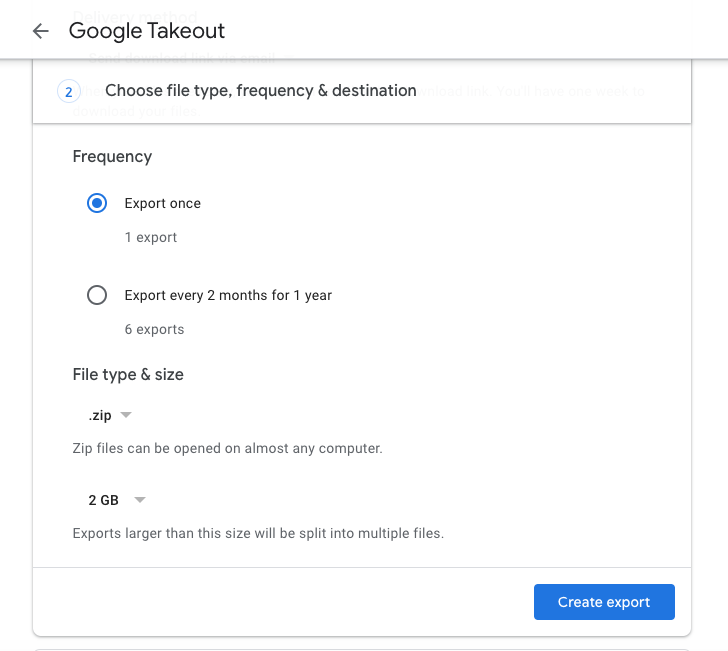 Google Takeout
2 Choose file type, frequency & destination
Frequency
Export once
1 export
Export every 2 months for 1 year
6 exports
File type & size
.zip
Zip files can be opened on almost any computer.
2 GB
Exports larger than this size will be split into multiple files.
Create export